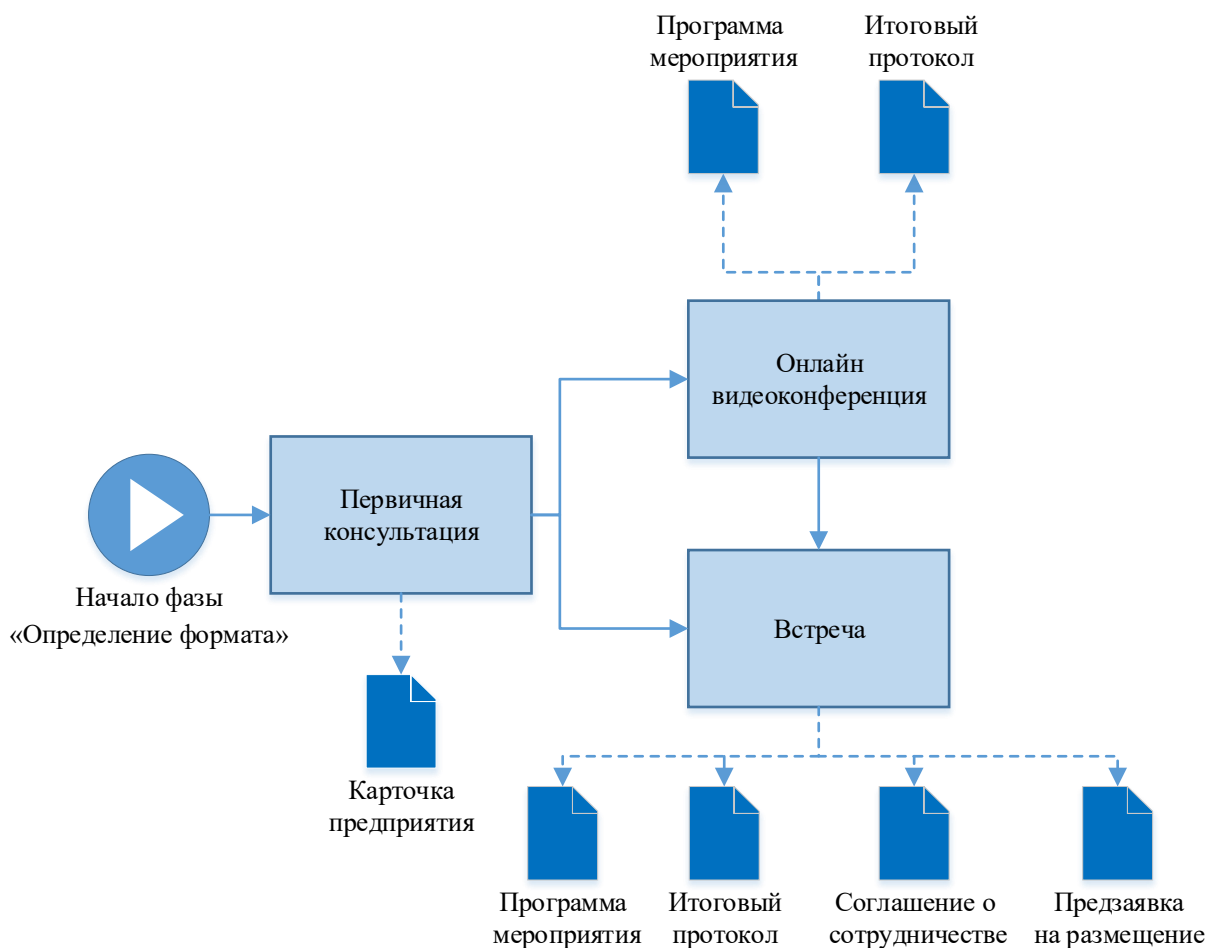 Программа
мероприятия
Итоговый
протокол
Онлайн
видеоконференция
Первичная
консультация
Начало фазы
«Определение формата»
Встреча
Карточка
предприятия
Программа
мероприятия
Итоговый
протокол
Соглашение о
сотрудничестве
Предзаявка
на размещение